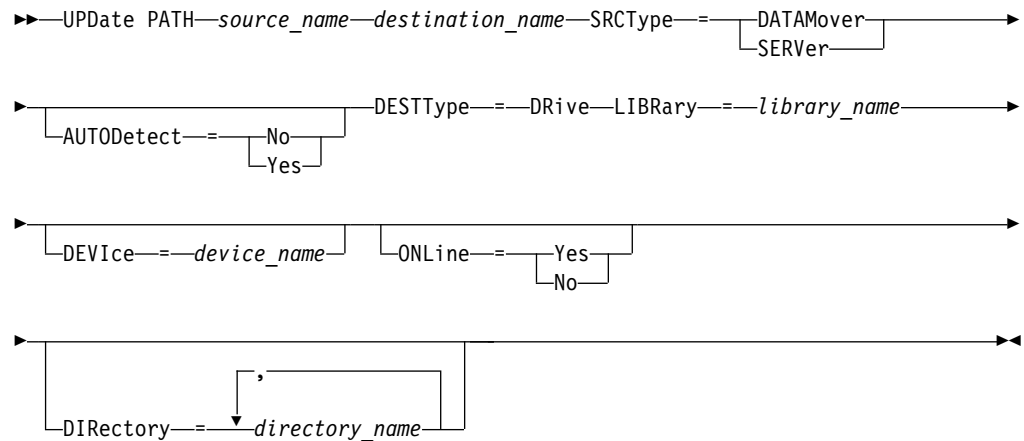 UPDate PATH source_name destination_name SRCType = DATAMover
SERVer
AUTODetect = No
Yes
DESTType = DRive LIBRary = library_name
DEVIce = device_name
ONLine = Yes
No
DIRectory = directory_name
,